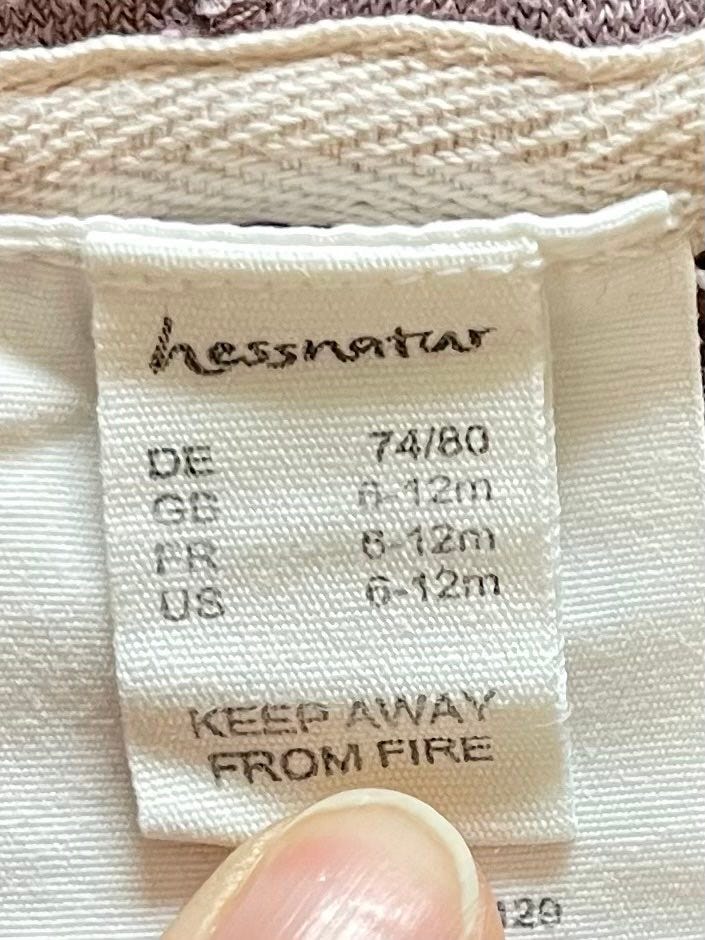 hessnatur
DE 74/80
GB 6-12m
FR 6-12m
US 6-12m
KEEP AWAY
FROM FIRE